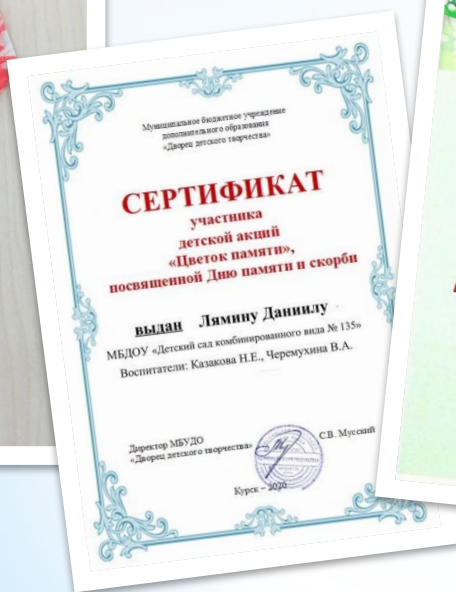 Муниципальное бюджетное учреждение
дополнительного образования
«Дворец детского творчества»
СЕРТИФИКАТ
участника
детской акций
«Цветок памяти»,
посвященной Дню памяти и скорби
выдан Лямину Даниилу
МБДОУ «Детский сад комбинированного вида № 135»
Воспитатели: Казакова Н.Е., Черемухина В.А.
Директор МБУДО
«Дворец детского творчества»
С.В. Мусский
Курск – 2020